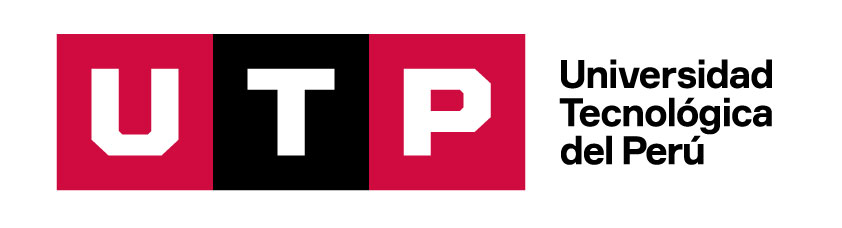 UTP
Universidad
Tecnológica
del Perú